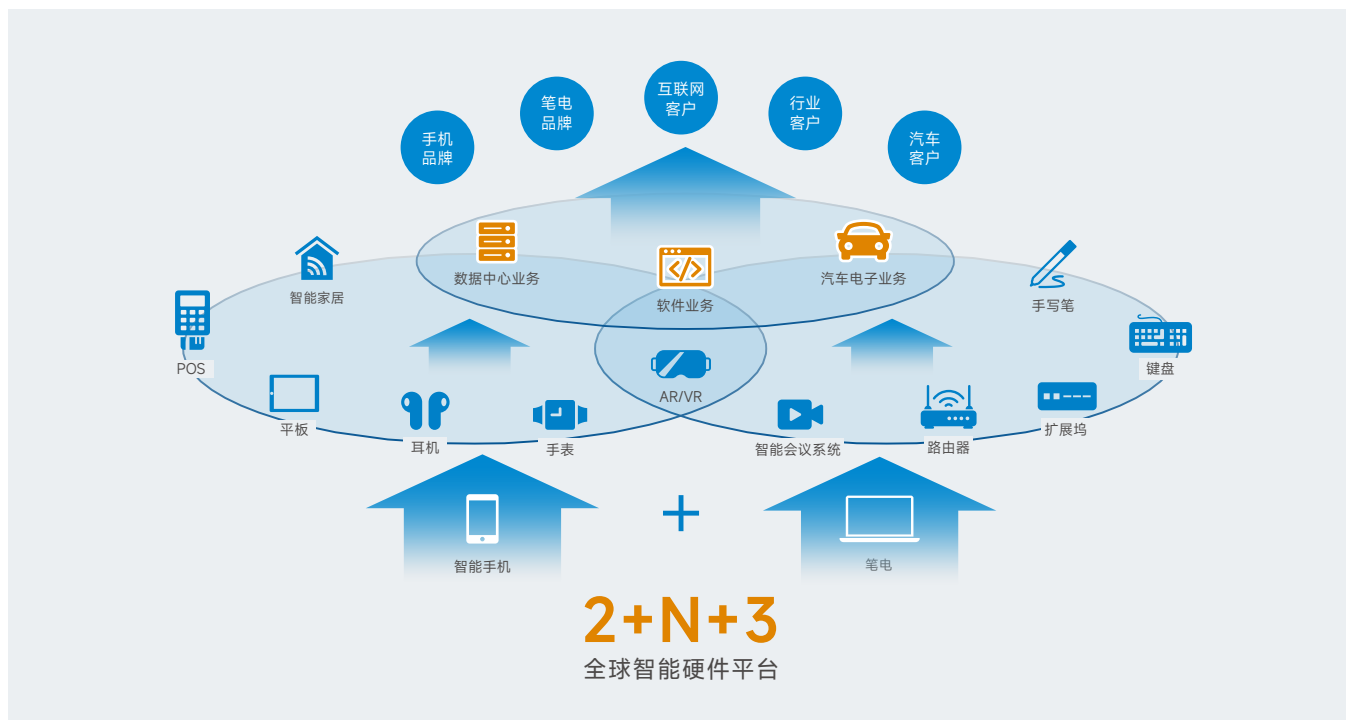 手机
品牌
笔电
品牌
互联网
客户
行业
客户
汽车
客户
数据中心业务
软件业务
汽车电子业务
智能家居
手写笔
POS
键盘
平板
耳机
手表
AR/VR
智能会议系统
路由器
扩展坞
智能手机
+
笔电
2+N+3
全球智能硬件平台